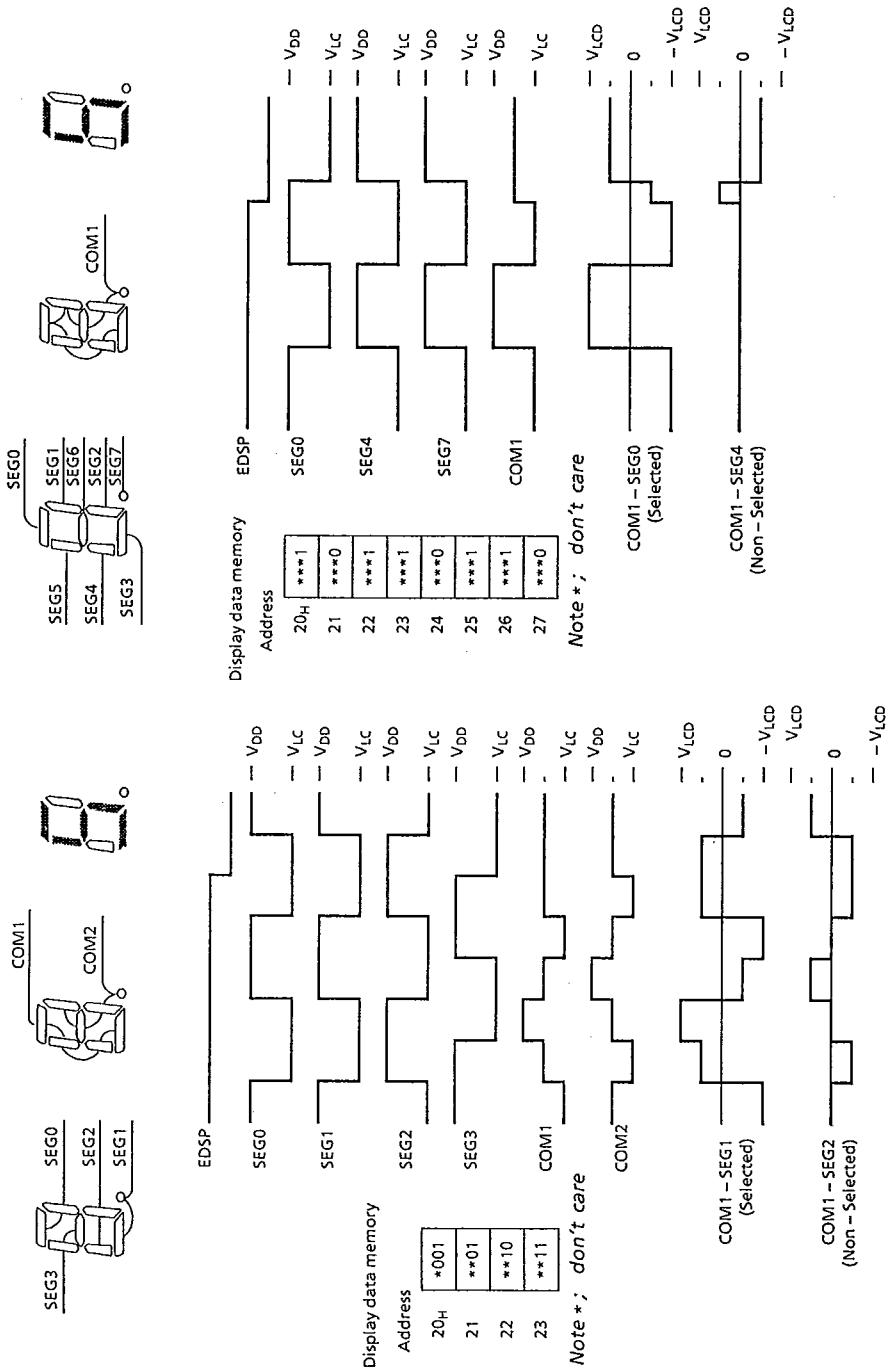 SEG3
SEG0
SEG2
SEG1
COM1
COM2
EDSP
SEG0
VDD
VLC
SEG1
VDD
VLC
SEG2
VDD
VLC
SEG3
VDD
VLC
COM1
VDD
VLC
COM2
VDD
VLC
Display data memory
Address
20H *001
21 **01
22 **10
23 **11
Note *; don't care
COM1 – SEG1
(Selected)
VLCD
0
– VLCD
COM1 – SEG2
(Non – Selected)
VLCD
0
– VLCD
SEG5
SEG4
SEG3
SEG0
SEG1
SEG6
SEG2
SEG7
COM1
EDSP
SEG0
VDD
VLC
SEG4
VDD
VLC
SEG7
VDD
VLC
COM1
VDD
VLC
Display data memory
Address
20H ***1
21 ***0
22 ***1
23 ***1
24 ***0
25 ***1
26 ***1
27 ***0
Note *; don't care
COM1 – SEG0
(Selected)
VLCD
0
– VLCD
COM1 – SEG4
(Non – Selected)
VLCD
0
– VLCD